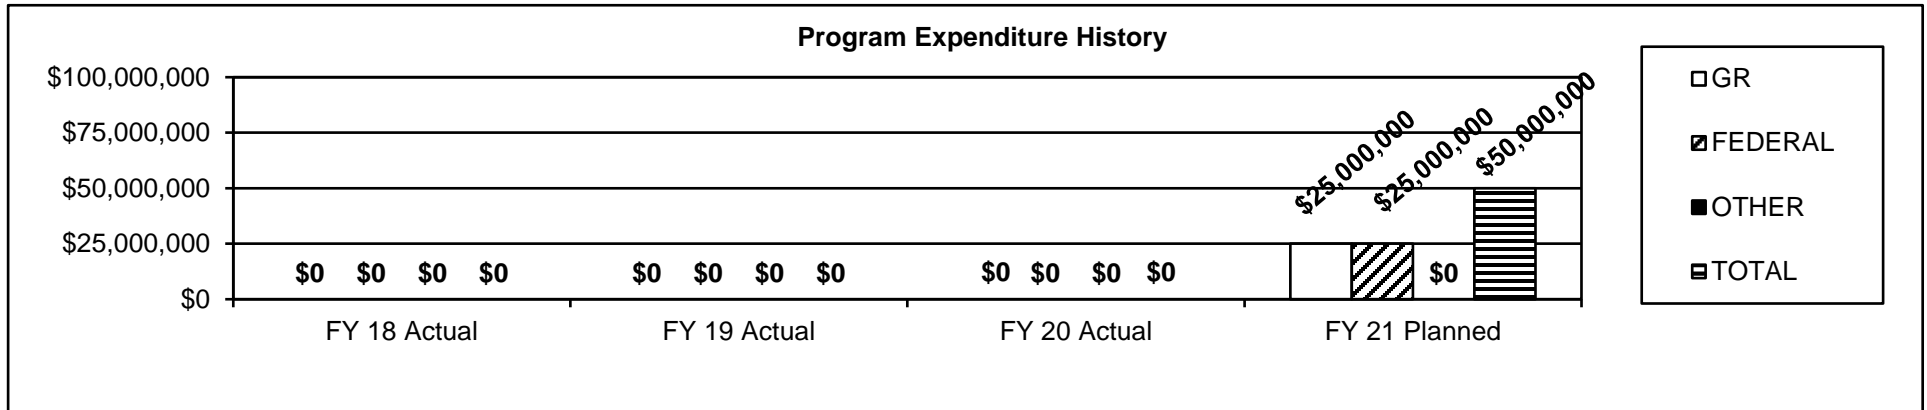 Program Expenditure History
$100,000,000
$75,000,000
$50,000,000
$25,000,000
$0
$0 $0 $0 $0
$0 $0 $0 $0
$0 $0 $0 $0
$25,000,000
$25,000,000
$0
$50,000,000
FY 18 Actual
FY 19 Actual
FY 20 Actual
FY 21 Planned
GR
FEDERAL
OTHER
TOTAL